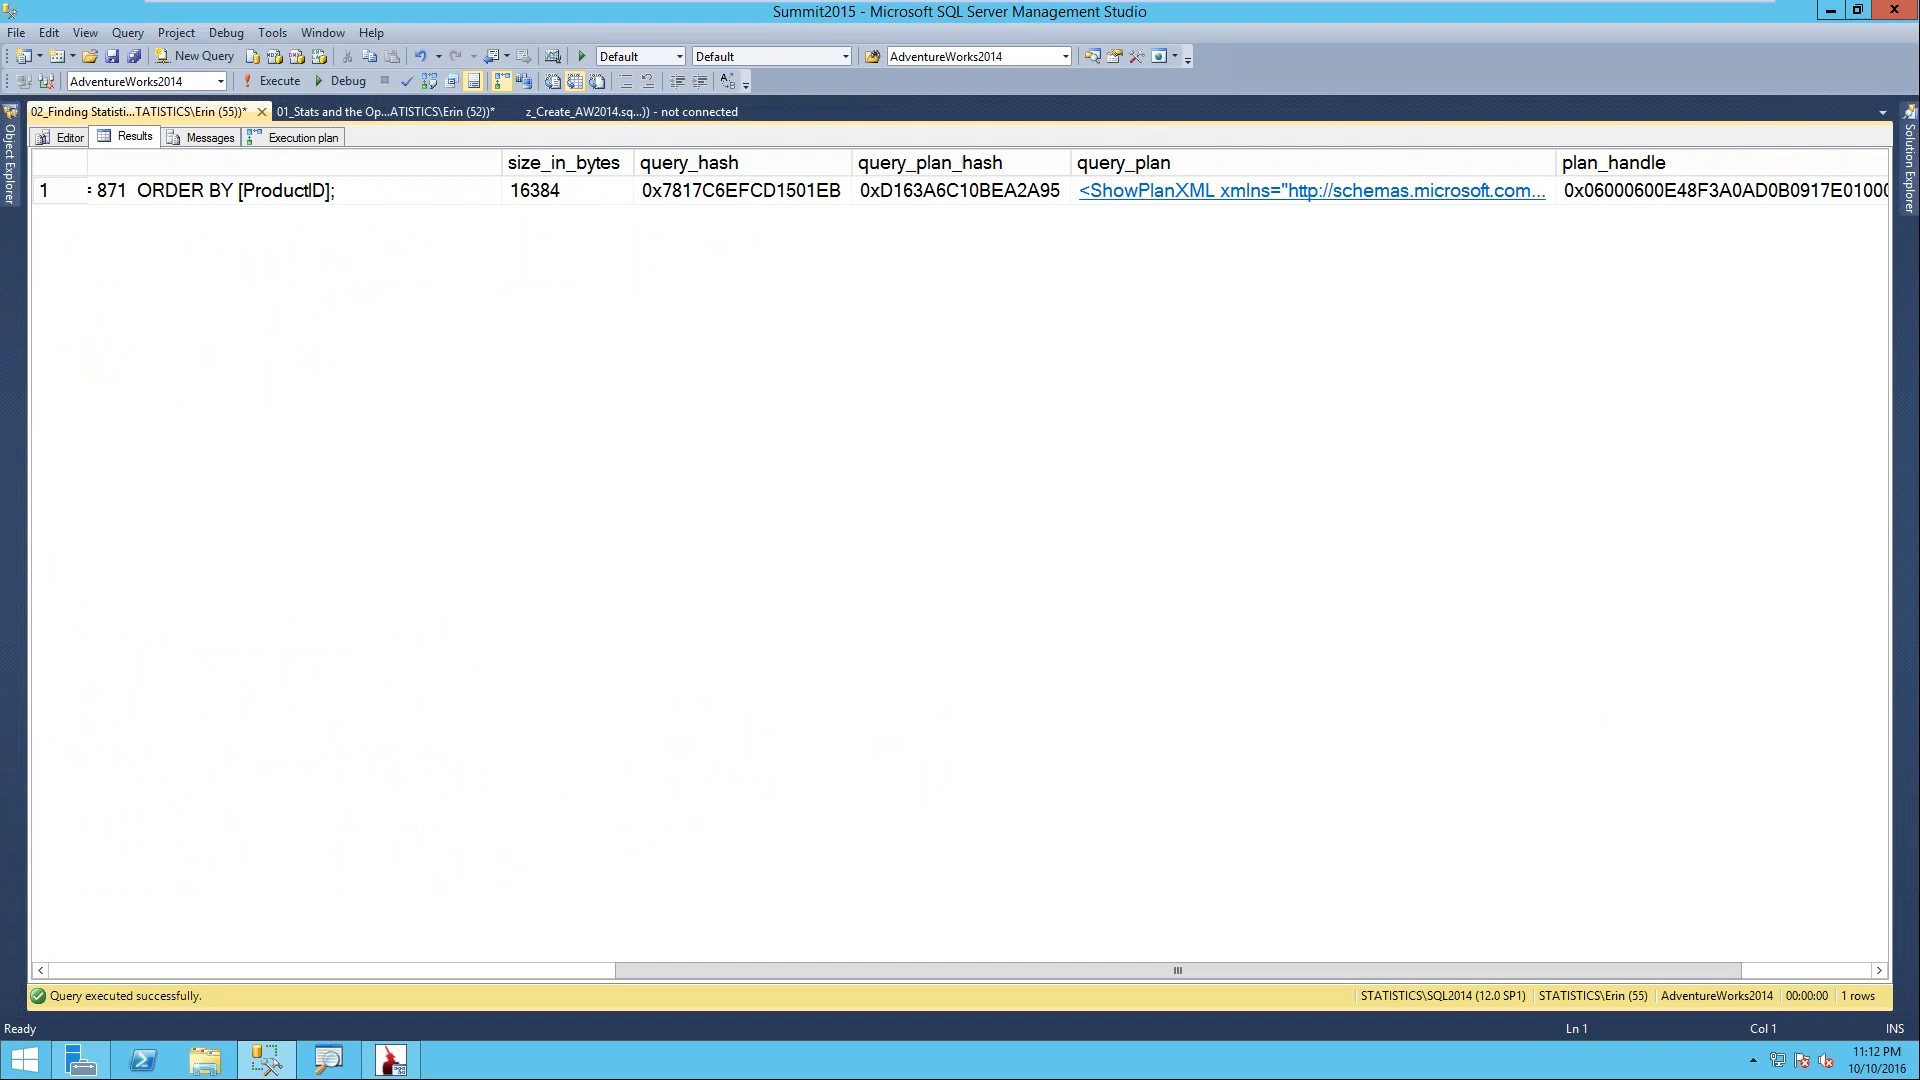 Summit2015 - Microsoft SQL Server Management Studio
File Edit View Query Project Debug Tools Window Help
New Query Default Default AdventureWorks2014
AdventureWorks2014 Execute Debug
02_Finding Statisti...TATISTICS\Erin (55))* 01_Stats and the Op...ATISTICS\Erin (52))* z_Create_AW2014.sq...)) - not connected
Object Explorer
Solution Explorer
Editor Results Messages Execution plan
size_in_bytes query_hash query_plan_hash query_plan plan_handle
1 = 871 ORDER BY [ProductID]; 16384 0x7817C6EFCD1501EB 0xD163A6C10BEA2A95 <ShowPlanXML xmlns="http://schemas.microsoft.com... 0x06000600E48F3A0AD0B0917E01000
Query executed successfully. STATISTICS\SQL2014 (12.0 SP1) STATISTICS\Erin (55) AdventureWorks2014 00:00:00 1 rows
Ready Ln 1 Col 1 INS
11:12 PM
10/10/2016